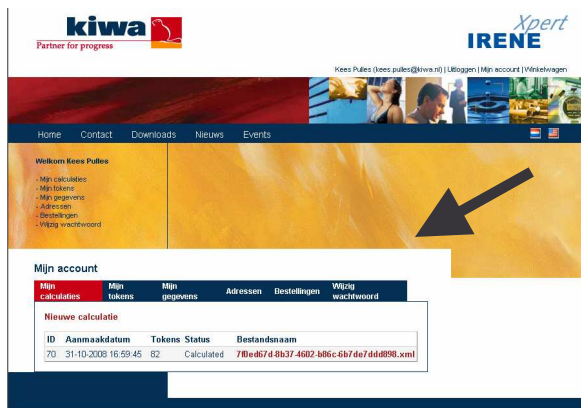 kiwa
Partner for progress
Xpert
IRENE
Kees Pulles (kees.pulles@kiwa.nl) | Uitloggen | Mijn account | Winkelwagen
Home Contact Downloads Nieuws Events
Welkom Kees Pulles
- Mijn calculaties
- Mijn tokens
- Mijn gegevens
- Adressen
- Bestellingen
- Wijzig wachtwoord
Mijn account
Mijn calculaties Mijn tokens Mijn gegevens Adressen Bestellingen Wijzig wachtwoord
Nieuwe calculatie
ID Aanmaakdatum Tokens Status Bestandsnaam
70 31-10-2008 16:59:45 82 Calculated 7f0ed67d-8b37-4602-b86c-6b7de7ddd898.xml